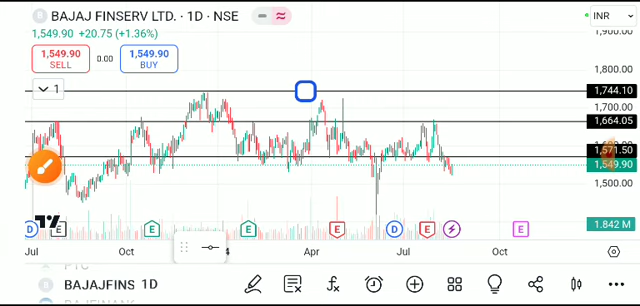 BAJAJ FINSERV LTD. · 1D · NSE
INR
1,549.90 +20.75 (+1.36%)
1,549.90
SELL
0.00
1,549.90
BUY
1
1,900.00
1,800.00
1,744.10
1,700.00
1,664.05
1,571.50
1,549.90
1,500.00
1.842 M
D E E E E D E E
Jul Oct 4 Apr Jul Oct
FTC
BAJAJFINS 1D
BAJFINANC